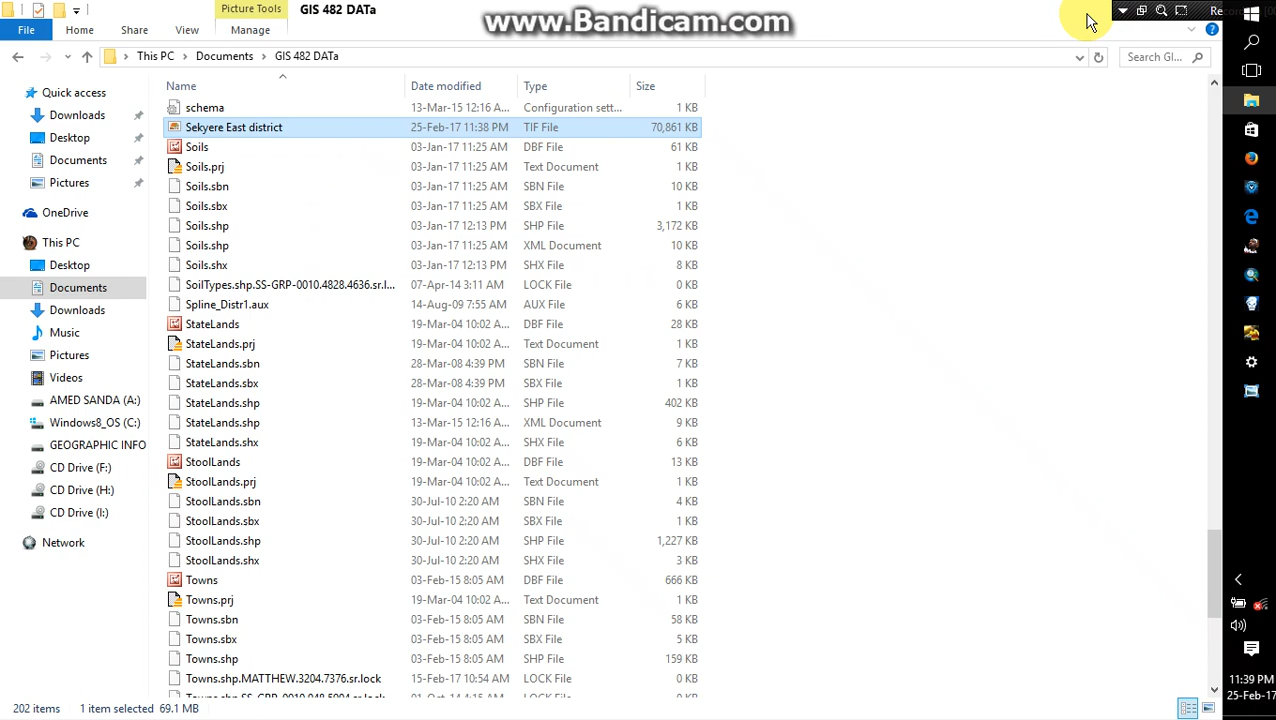 Picture Tools
GIS 482 DATa
www.Bandicam.com
File Home Share View Manage
This PC Documents GIS 482 DATa Search GI...
Name Date modified Type Size
schema 13-Mar-15 12:16 A... Configuration sett... 1 KB
Sekyere East district 25-Feb-17 11:38 PM TIF File 70,861 KB
Soils 03-Jan-17 11:25 AM DBF File 61 KB
Soils.prj 03-Jan-17 11:25 AM Text Document 1 KB
Soils.sbn 03-Jan-17 11:25 AM SBN File 10 KB
Soils.sbx 03-Jan-17 11:25 AM SBX File 1 KB
Soils.shp 03-Jan-17 12:13 PM SHP File 3,172 KB
Soils.shp 03-Jan-17 11:25 AM XML Document 10 KB
Soils.shx 03-Jan-17 12:13 PM SHX File 8 KB
SoilTypes.shp.SS-GRP-0010.4828.4636.sr.l... 07-Apr-14 3:11 AM LOCK File 0 KB
Spline_Distr1.aux 14-Aug-09 7:55 AM AUX File 6 KB
StateLands 19-Mar-04 10:02 A... DBF File 28 KB
StateLands.prj 19-Mar-04 10:02 A... Text Document 1 KB
StateLands.sbn 28-Mar-08 4:39 PM SBN File 7 KB
StateLands.sbx 28-Mar-08 4:39 PM SBX File 1 KB
StateLands.shp 19-Mar-04 10:02 A... SHP File 402 KB
StateLands.shp 13-Mar-15 12:16 A... XML Document 9 KB
StateLands.shx 19-Mar-04 10:02 A... SHX File 6 KB
StoolLands 19-Mar-04 10:02 A... DBF File 13 KB
StoolLands.prj 19-Mar-04 10:02 A... Text Document 1 KB
StoolLands.sbn 30-Jul-10 2:20 AM SBN File 4 KB
StoolLands.sbx 30-Jul-10 2:20 AM SBX File 1 KB
StoolLands.shp 30-Jul-10 2:20 AM SHP File 1,227 KB
StoolLands.shx 30-Jul-10 2:20 AM SHX File 3 KB
Towns 03-Feb-15 8:05 AM DBF File 666 KB
Towns.prj 19-Mar-04 10:02 A... Text Document 1 KB
Towns.sbn 03-Feb-15 8:05 AM SBN File 58 KB
Towns.sbx 03-Feb-15 8:05 AM SBX File 5 KB
Towns.shp 03-Feb-15 8:05 AM SHP File 159 KB
Towns.shp.MATTHEW.3204.7376.sr.lock 15-Feb-17 10:54 AM LOCK File 0 KB
Quick access
Downloads
Desktop
Documents
Pictures
OneDrive
This PC
Desktop
Documents
Downloads
Music
Pictures
Videos
AMED SANDA (A:)
Windows8_OS (C:)
GEOGRAPHIC INFO
CD Drive (F:)
CD Drive (H:)
CD Drive (I:)
Network
202 items 1 item selected 69.1 MB
11:39 PM
25-Feb-17